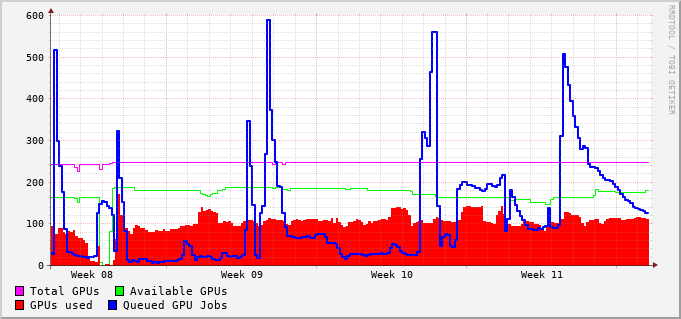 600
500
400
300
200
100
0
Week 08 Week 09 Week 10 Week 11
Total GPUs Available GPUs
GPUs used Queued GPU Jobs
RRDTOOL / TOBI OETIKER